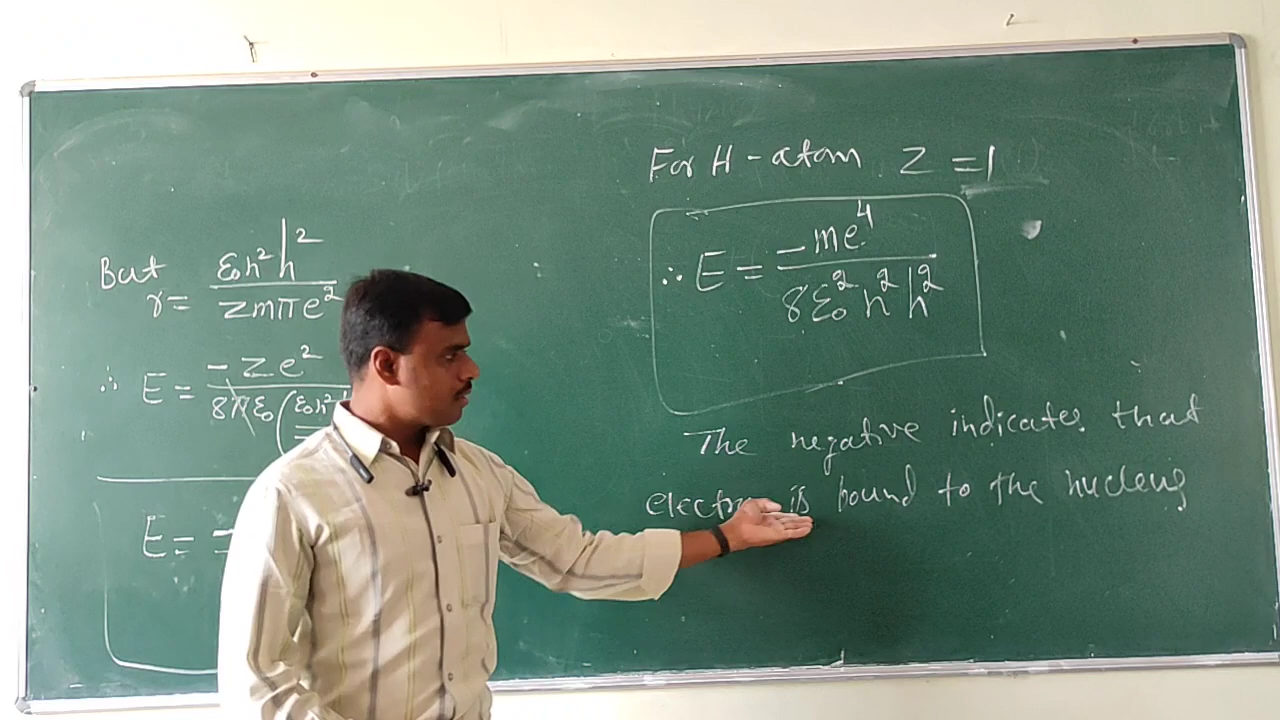 But r = ε₀n²h² / zmπe²
∴ E = -ze² / 8πε₀(ε₀n²
E =
For H-atom Z = 1
∴ E = -me⁴ / 8ε₀²n²h²
The negative indicates that
is bound to the nucleus